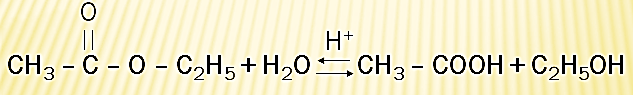 O
||
CH₃ – C – O – C₂H₅ + H₂O ⇄ CH₃ – COOH + C₂H₅OH
H⁺